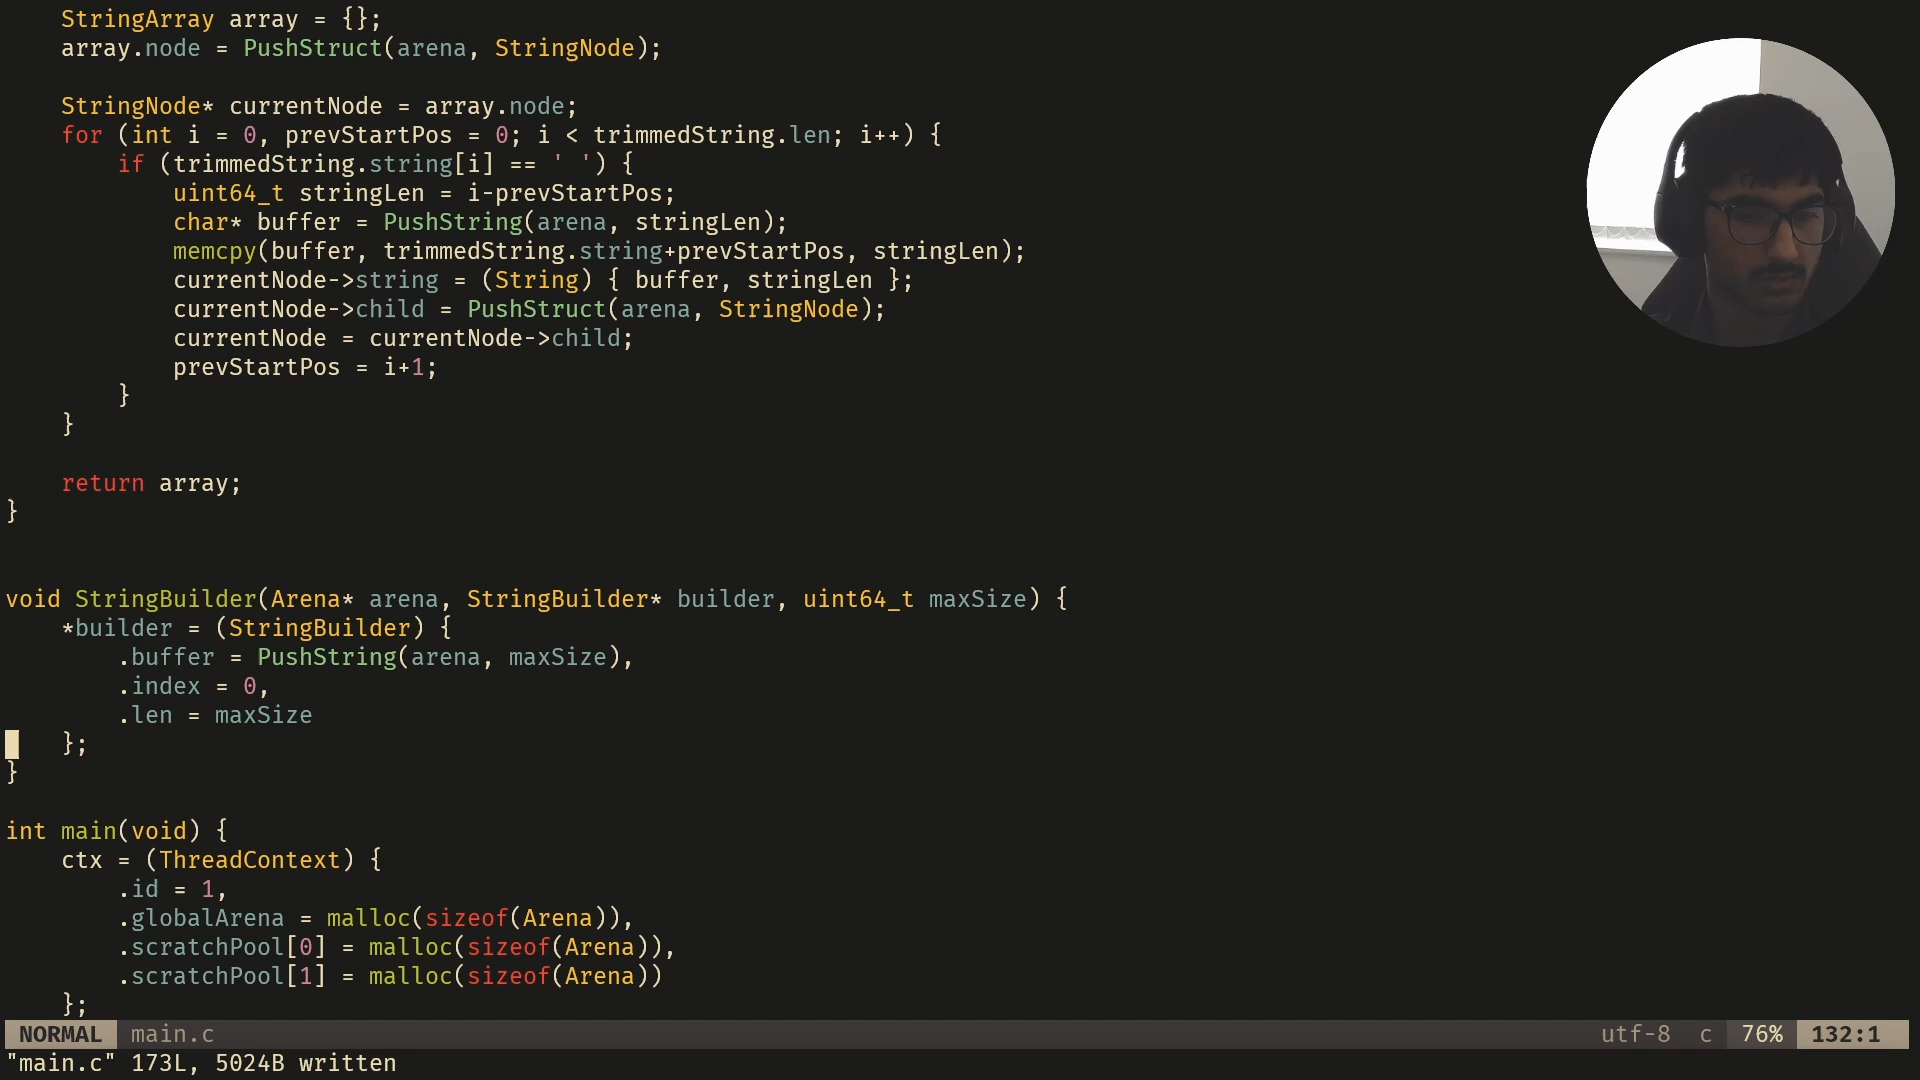 StringArray array = {};
array.node = PushStruct(arena, StringNode);
StringNode* currentNode = array.node;
for (int i = 0, prevStartPos = 0; i < trimmedString.len; i++) {
if (trimmedString.string[i] == ' ') {
uint64_t stringLen = i-prevStartPos;
char* buffer = PushString(arena, stringLen);
memcpy(buffer, trimmedString.string+prevStartPos, stringLen);
currentNode->string = (String) { buffer, stringLen };
currentNode->child = PushStruct(arena, StringNode);
currentNode = currentNode->child;
prevStartPos = i+1;
}
}
return array;
}
void StringBuilder(Arena* arena, StringBuilder* builder, uint64_t maxSize) {
*builder = (StringBuilder) {
.buffer = PushString(arena, maxSize),
.index = 0,
.len = maxSize
};
}
int main(void) {
ctx = (ThreadContext) {
.id = 1,
.globalArena = malloc(sizeof(Arena)),
.scratchPool[0] = malloc(sizeof(Arena)),
.scratchPool[1] = malloc(sizeof(Arena))
};
NORMAL main.c utf-8 c 76% 132:1
"main.c" 173L, 5024B written